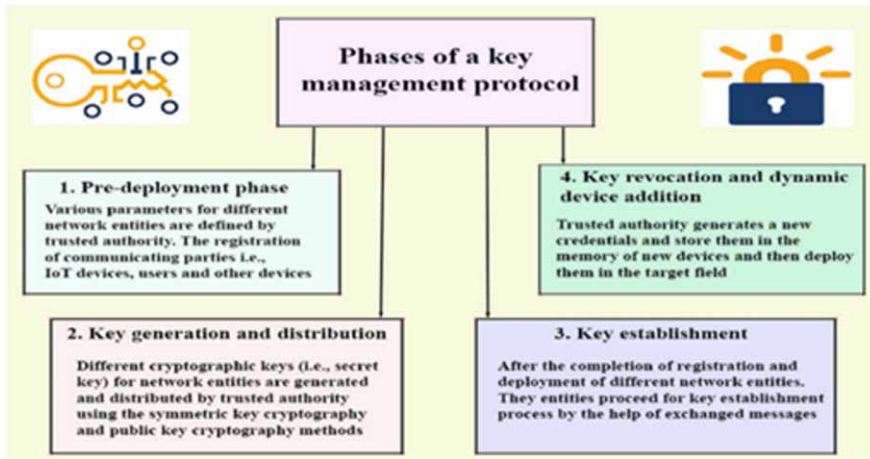 Phases of a key
management protocol
1. Pre-deployment phase
Various parameters for different
network entities are defined by
trusted authority. The registration
of communicating parties i.e.,
IoT devices, users and other devices
2. Key generation and distribution
Different cryptographic keys (i.e., secret
key) for network entities are generated
and distributed by trusted authority
using the symmetric key cryptography
and public key cryptography methods
3. Key establishment
After the completion of registration and
deployment of different network entities.
They entities proceed for key establishment
process by the help of exchanged messages
4. Key revocation and dynamic
device addition
Trusted authority generates a new
credentials and store them in the
memory of new devices and then deploy
them in the target field